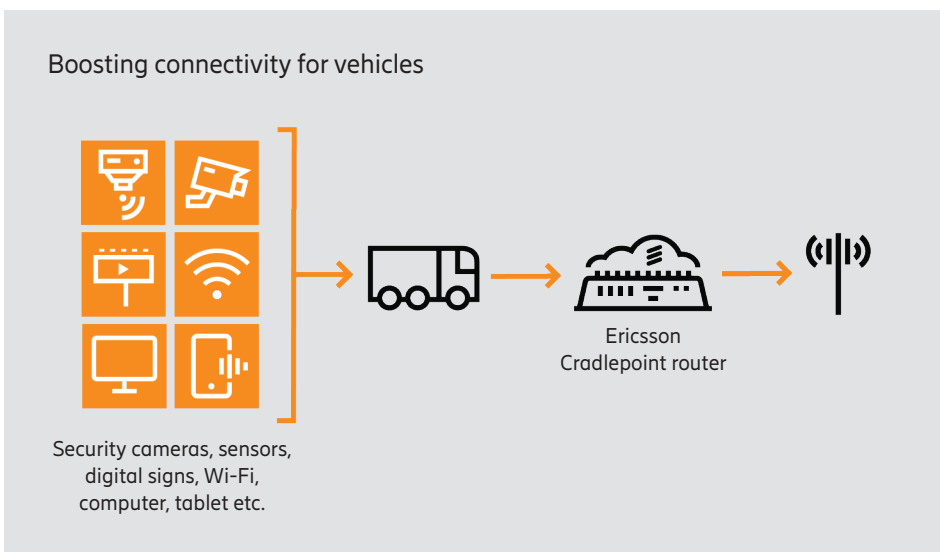 Boosting connectivity for vehicles
Ericsson
Cradlepoint router
Security cameras, sensors,
digital signs, Wi-Fi,
computer, tablet etc.